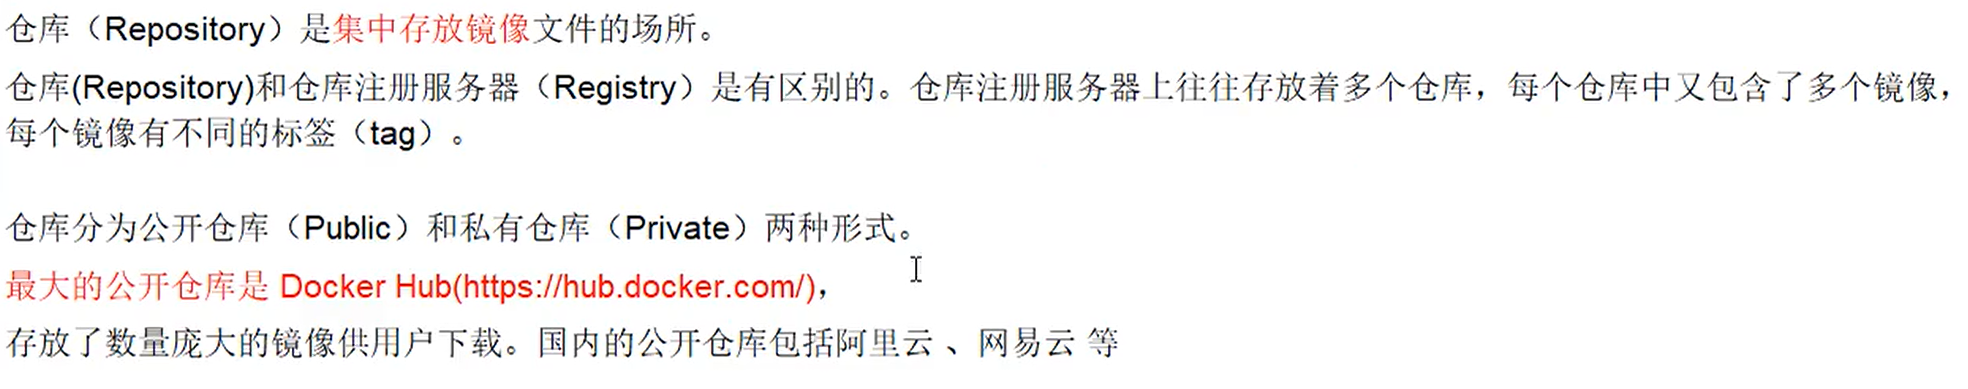 仓库（Repository）是集中存放镜像文件的场所。
仓库(Repository)和仓库注册服务器（Registry）是有区别的。仓库注册服务器上往往存放着多个仓库，每个仓库中又包含了多个镜像，
每个镜像有不同的标签（tag）。
仓库分为公开仓库（Public）和私有仓库（Private）两种形式。
最大的公开仓库是 Docker Hub(https://hub.docker.com/)，
存放了数量庞大的镜像供用户下载。国内的公开仓库包括阿里云 、网易云 等